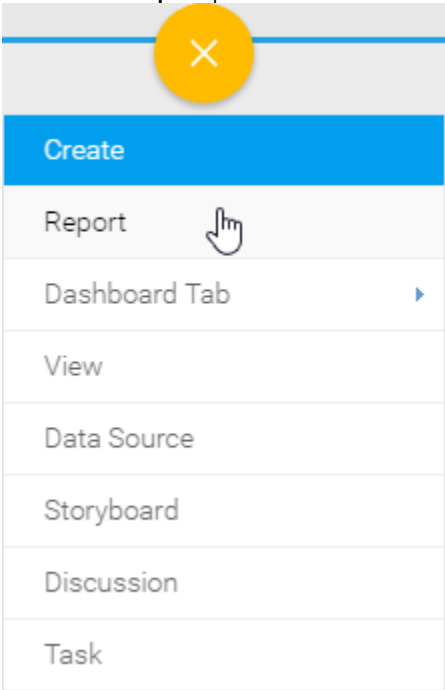 Create
Report
Dashboard Tab
View
Data Source
Storyboard
Discussion
Task